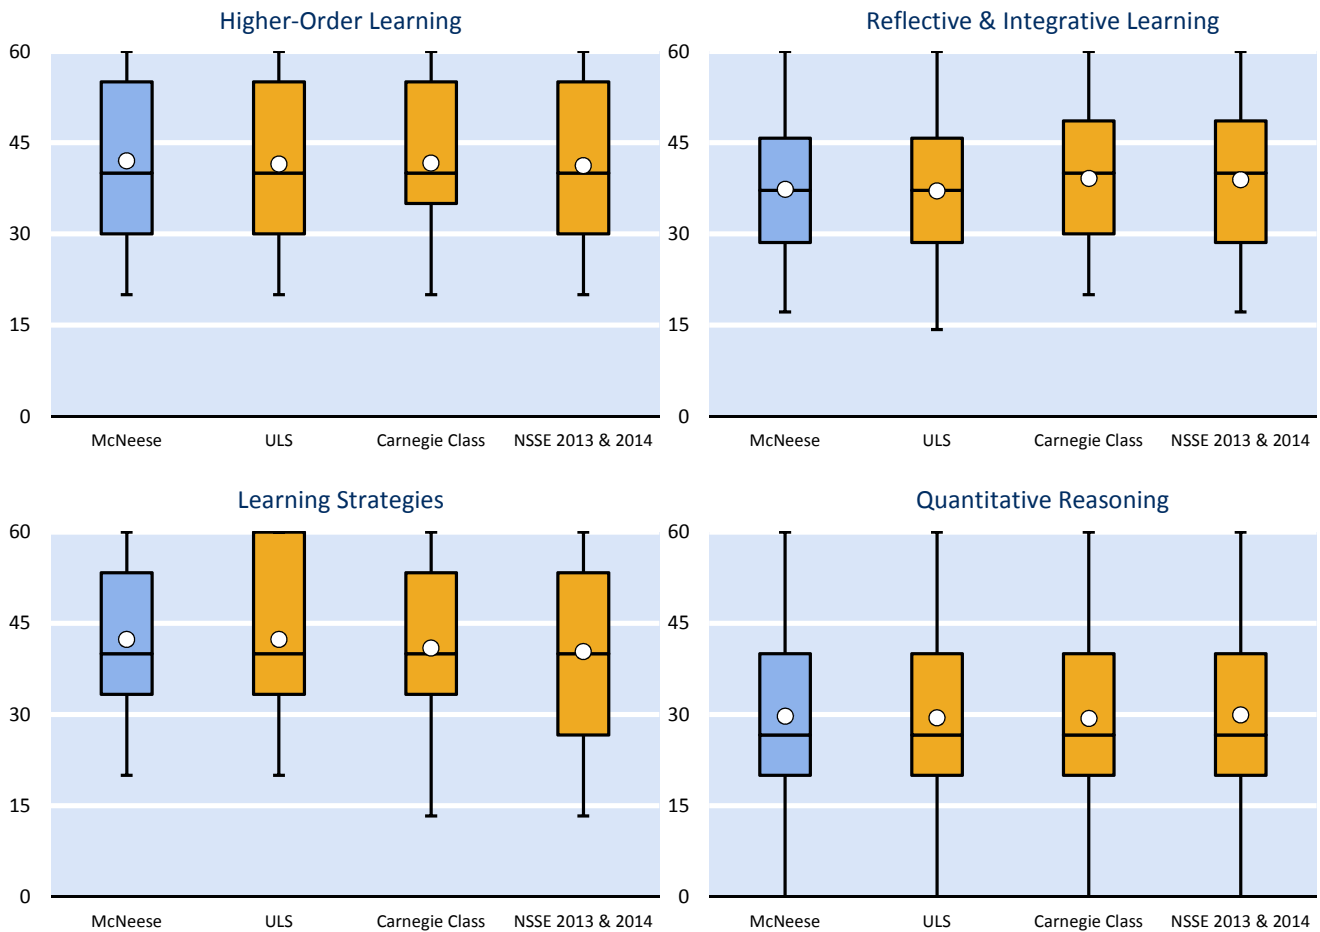 Higher-Order Learning
60
45
30
15
0
McNeese ULS Carnegie Class NSSE 2013 & 2014
Reflective & Integrative Learning
60
45
30
15
0
McNeese ULS Carnegie Class NSSE 2013 & 2014
Learning Strategies
60
45
30
15
0
McNeese ULS Carnegie Class NSSE 2013 & 2014
Quantitative Reasoning
60
45
30
15
0
McNeese ULS Carnegie Class NSSE 2013 & 2014